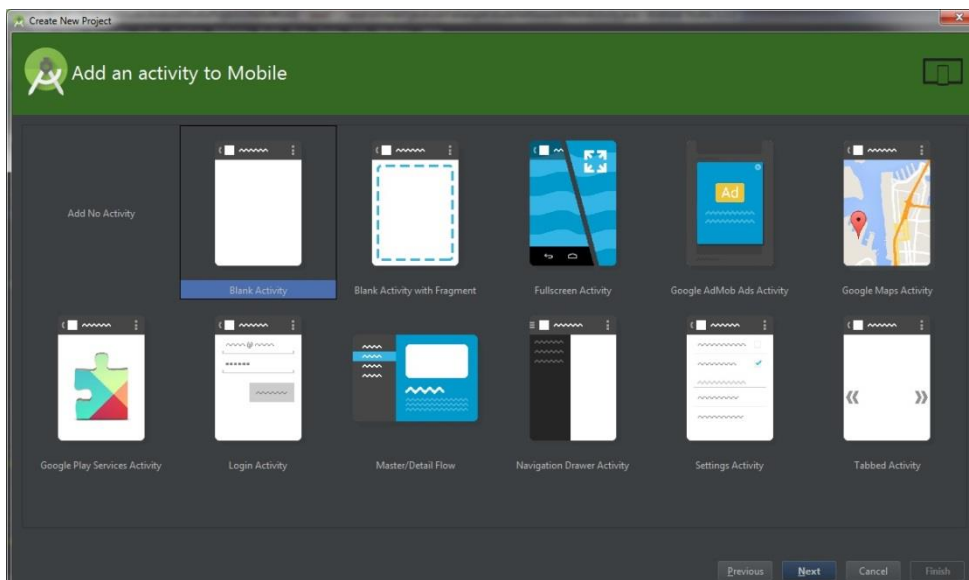 Create New Project
Add an activity to Mobile
Add No Activity
Blank Activity
Blank Activity with Fragment
Fullscreen Activity
Ad
Google AdMob Ads Activity
Google Maps Activity
Google Play Services Activity
Login Activity
Master/Detail Flow
Navigation Drawer Activity
Settings Activity
Tabbed Activity
Previous
Next
Cancel
Finish